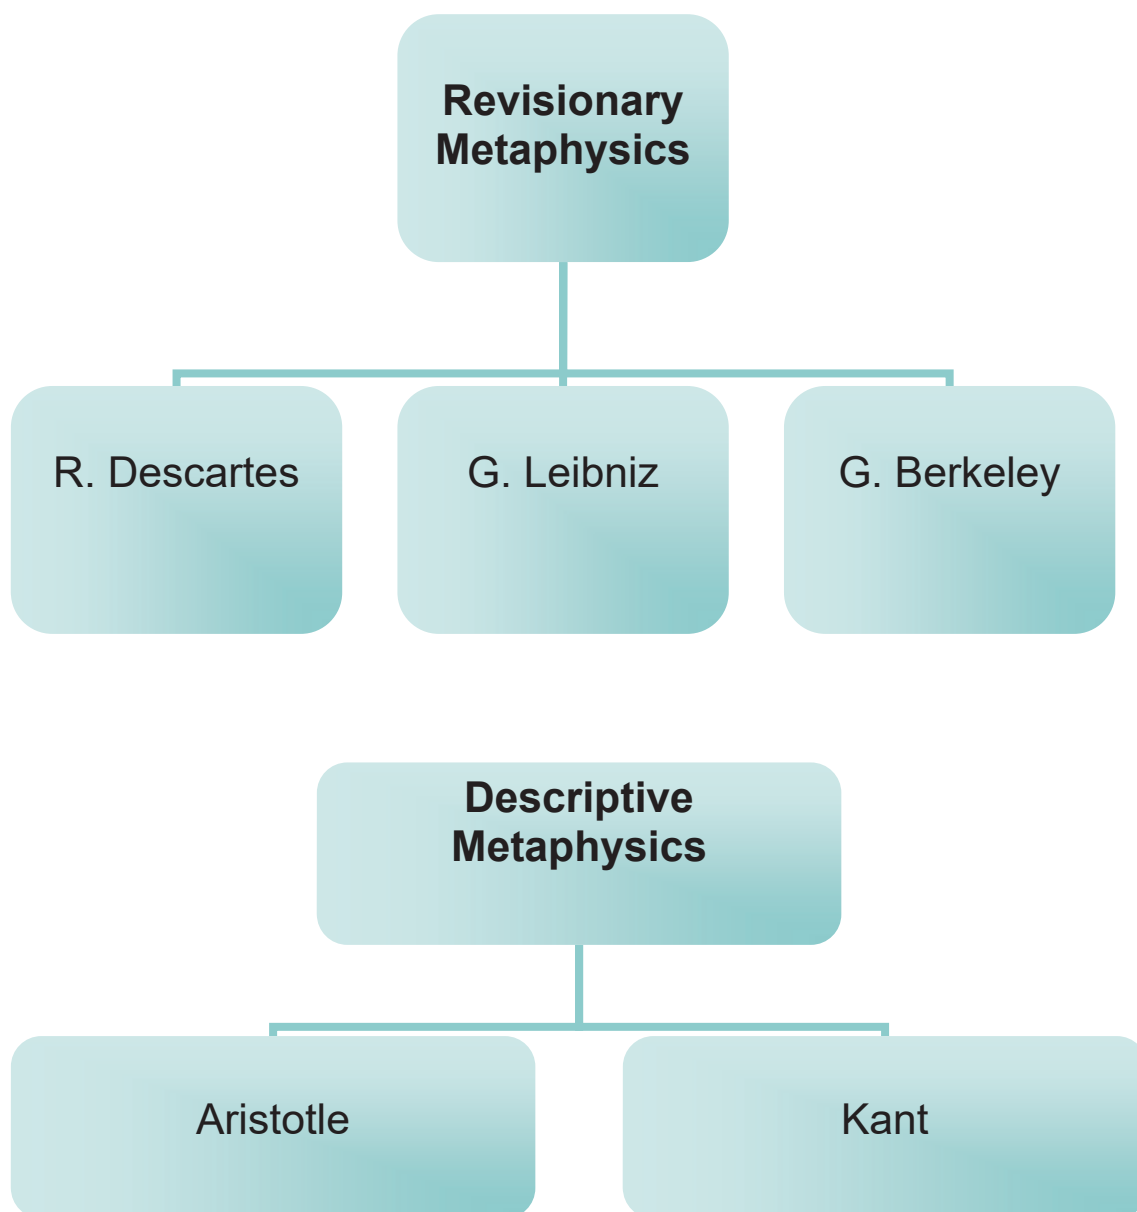 Revisionary
Metaphysics
R. Descartes
G. Leibniz
G. Berkeley
Descriptive
Metaphysics
Aristotle
Kant